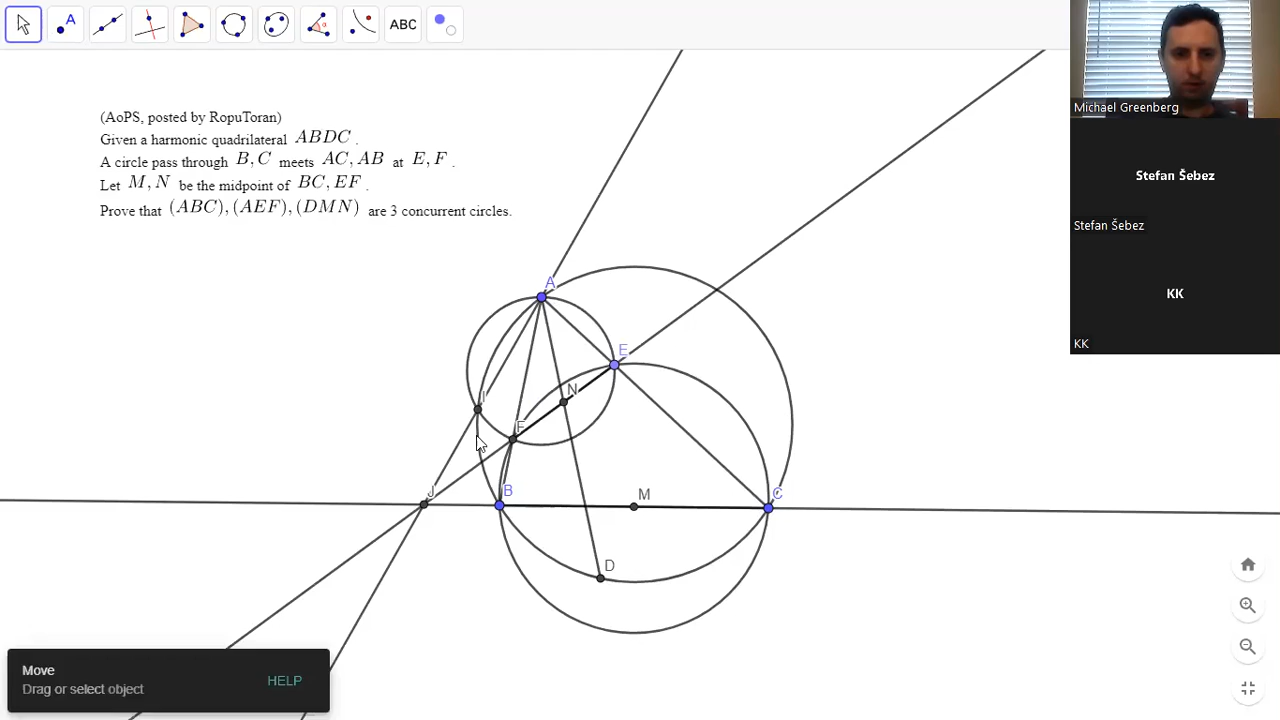 A
ABC
Michael Greenberg
(AoPS, posted by RopuToran)
Given a harmonic quadrilateral ABDC .
A circle pass through B, C meets AC, AB at E, F .
Let M, N be the midpoint of BC, EF .
Prove that (ABC), (AEF), (DMN) are 3 concurrent circles.
Stefan Šebez
Stefan Šebez
KK
KK
A
E
N
I
F
J
B
M
C
D
Move
Drag or select object
HELP